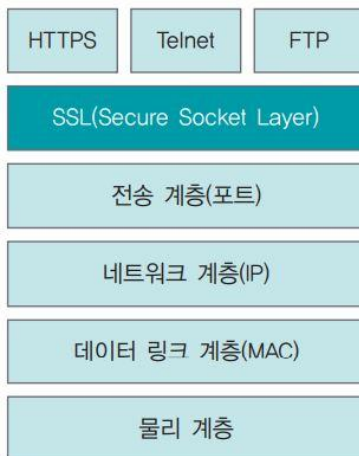 HTTPS Telnet FTP
SSL(Secure Socket Layer)
전송 계층(포트)
네트워크 계층(IP)
데이터 링크 계층(MAC)
물리 계층